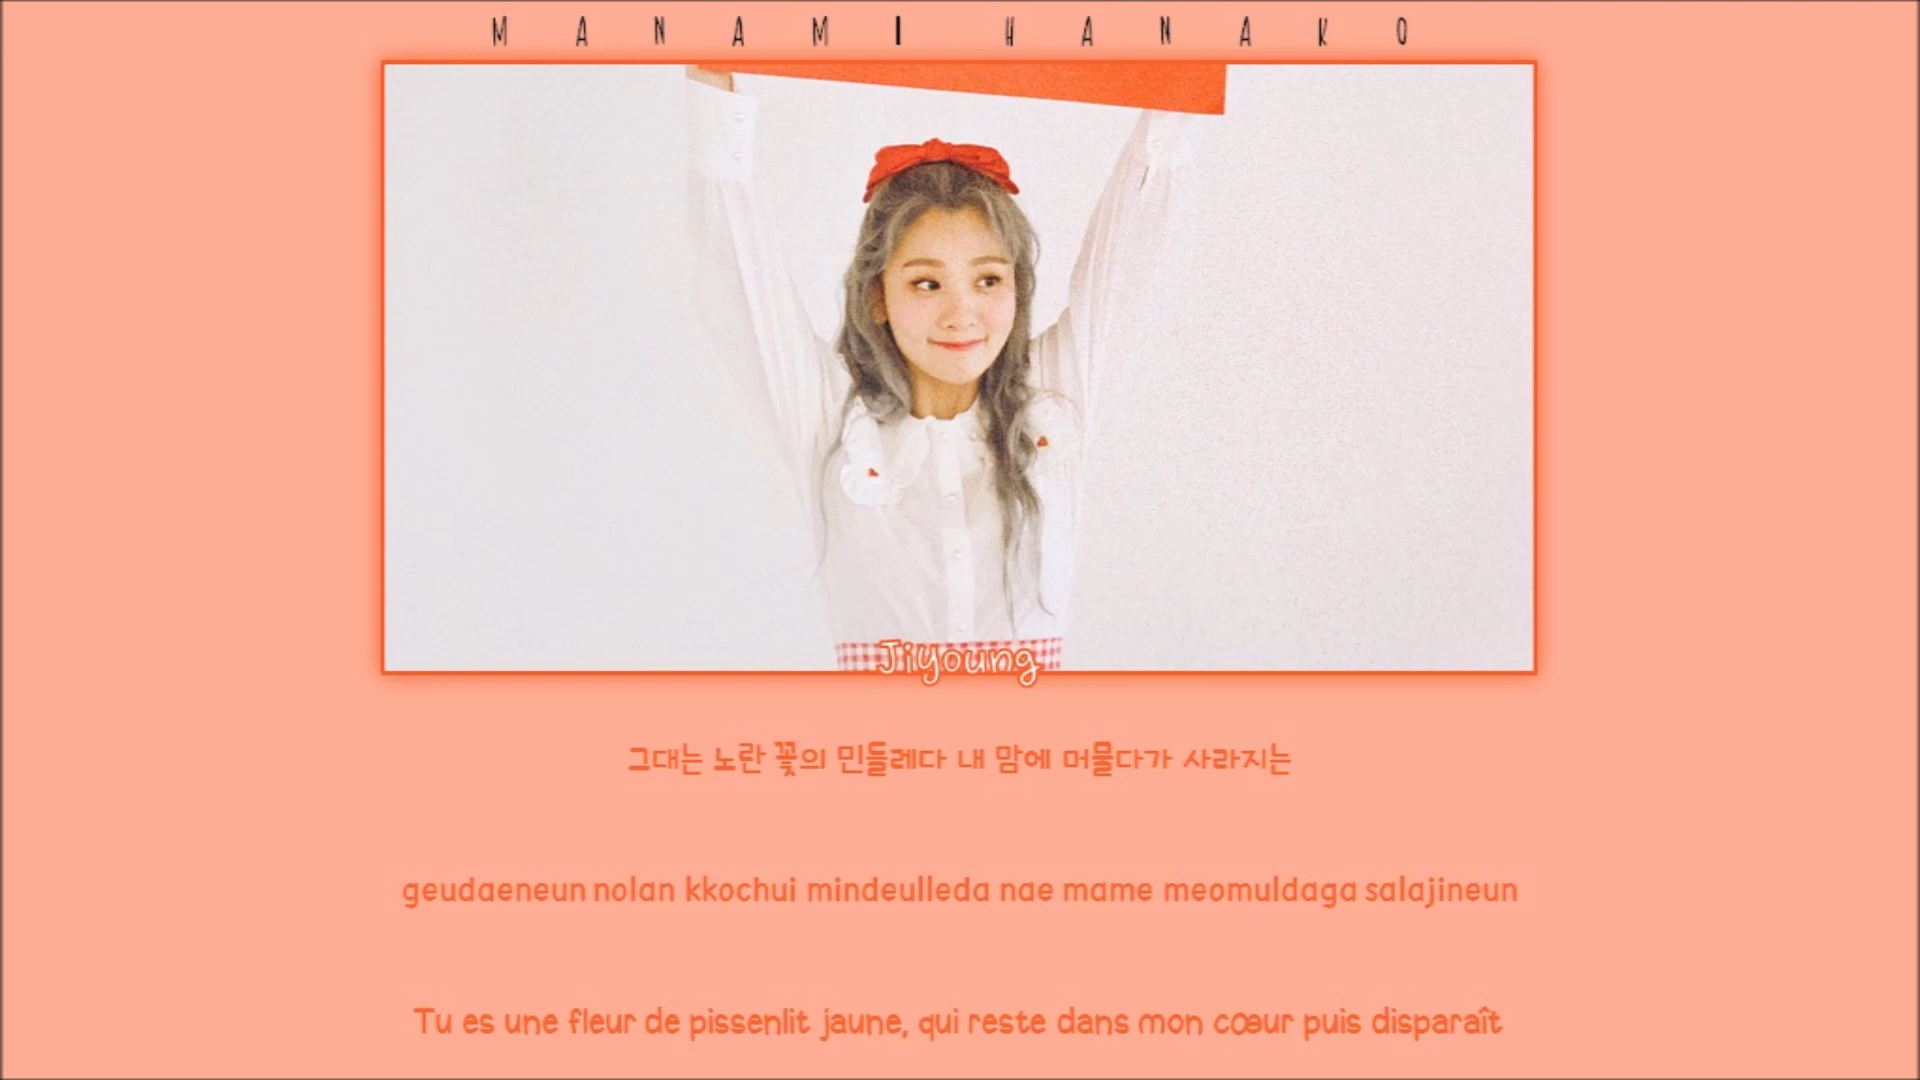 MANAMI HANAKO
Jiyoung
그대는 노란 꽃의 민들레다 내 맘에 머물다가 사라지는
geudaeneun nolan kkochui mindeulleda nae mame meomuldaga salajineun
Tu es une fleur de pissenlit jaune, qui reste dans mon cœur puis disparaît